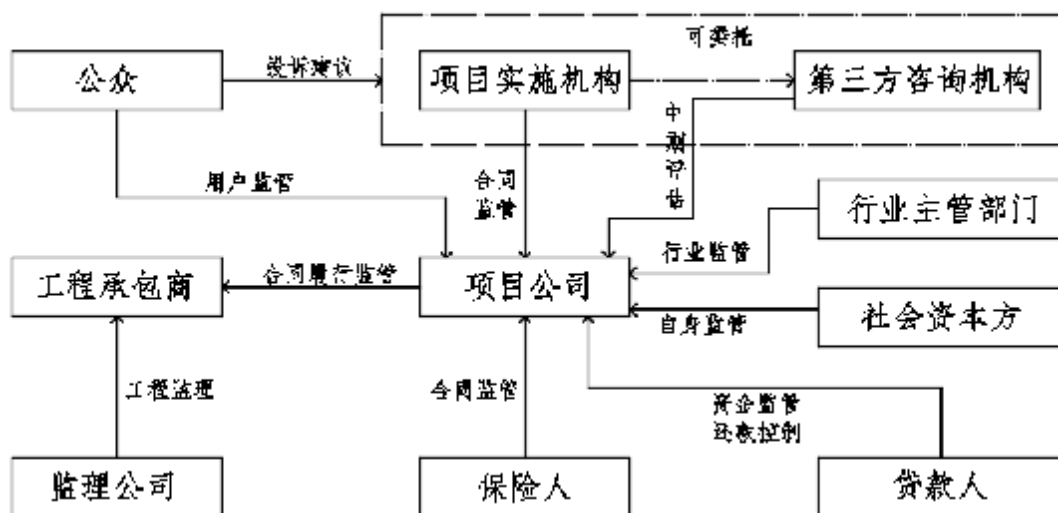 可委托
公众
投诉建议
项目实施机构
第三方咨询机构
中期评估
用户监管
合同
监管
行业主管部门
行业监管
工程承包商
合同履行监管
项目公司
自身监管
社会资本方
工程监理
合同监管
资金监管
还款控制
监理公司
保险人
贷款人